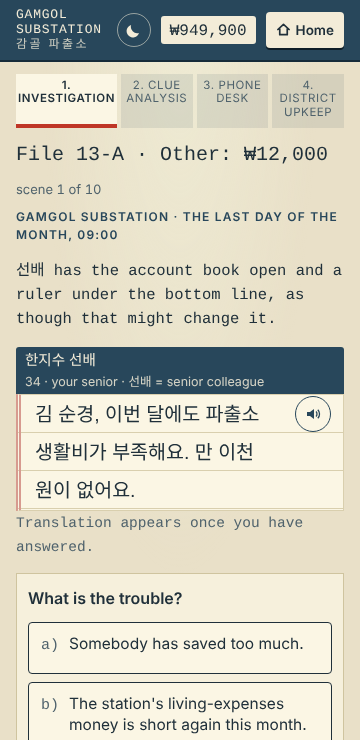 GAMGOL
SUBSTATION
감골 파출소
₩949,900
Home
1.
INVESTIGATION
2. CLUE
ANALYSIS
3. PHONE
DESK
4.
DISTRICT
UPKEEP
File 13-A · Other: ₩12,000
scene 1 of 10
GAMGOL SUBSTATION · THE LAST DAY OF THE
MONTH, 09:00
선배 has the account book open and a
ruler under the bottom line, as
though that might change it.
한지수 선배
34 · your senior · 선배 = senior colleague
김 순경, 이번 달에도 파출소
생활비가 부족해요. 만 이천
원이 없어요.
Translation appears once you have
answered.
What is the trouble?
a) Somebody has saved too much.
b) The station's living-expenses
money is short again this month.